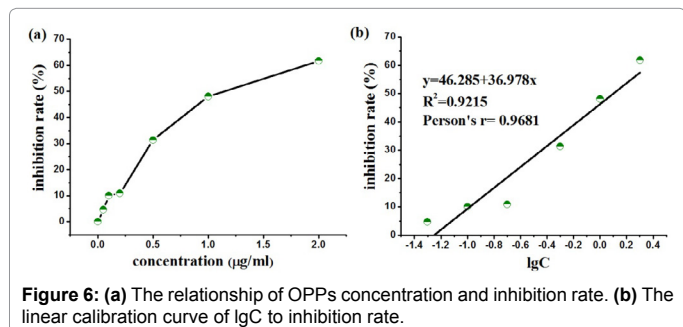 (a)
70
60
50
40
30
20
10
0
inhibition rate (%)
0.0 0.5 1.0 1.5 2.0
concentration (μg/ml)
(b)
70
60
50
40
30
20
10
0
inhibition rate (%)
y=46.285+36.978x
R²=0.9215
Person's r= 0.9681
-1.4 -1.2 -1.0 -0.8 -0.6 -0.4 -0.2 0.0 0.2 0.4
lgC
Figure 6: (a) The relationship of OPPs concentration and inhibition rate. (b) The
linear calibration curve of lgC to inhibition rate.